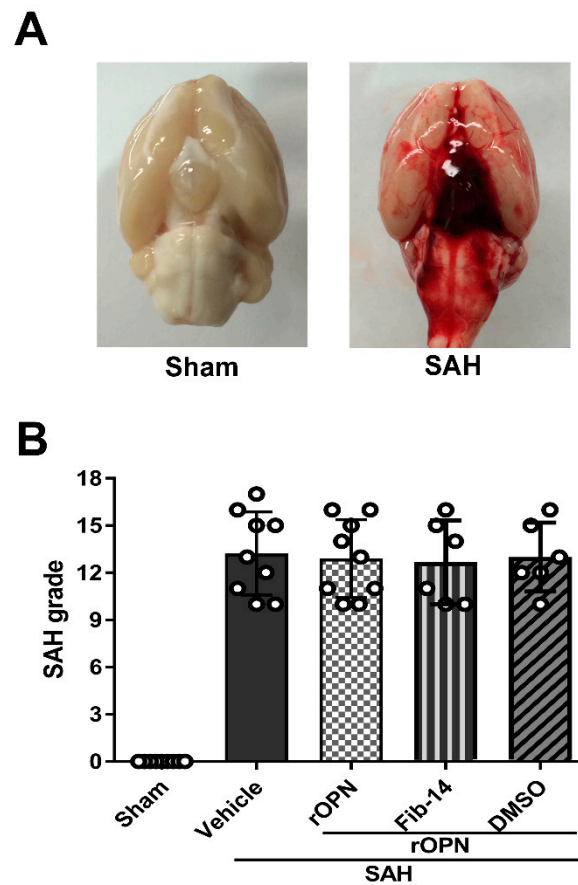 A
Sham
SAH
B
SAH grade
18
15
12
9
6
3
0
Sham
Vehicle
rOPN
Fib-14
DMSO
rOPN
SAH